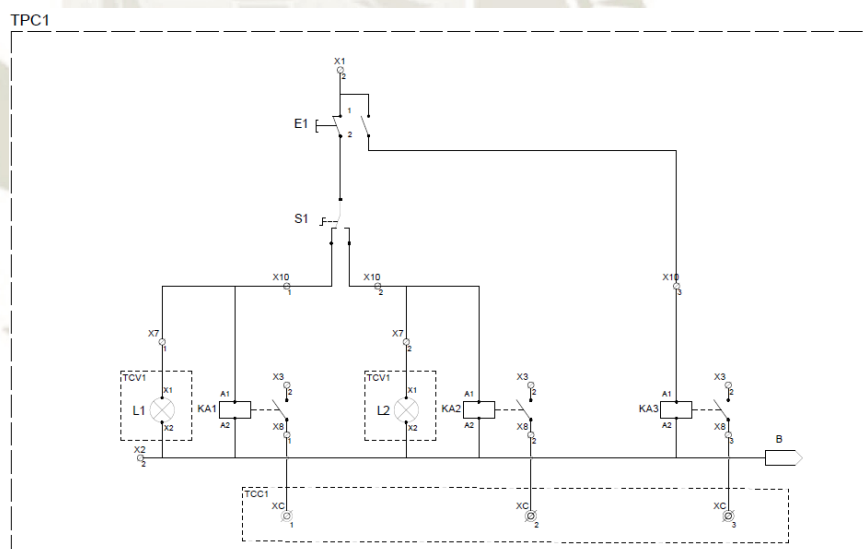 TPC1
X1
2
E1
1
2
S1
X10
1
X10
2
X10
3
X7
1
X7
2
TCV1
X1
L1
X2
A1
KA1
A2
X3
2
X8
1
TCV1
X1
L2
X2
A1
KA2
A2
X3
2
X8
2
A1
KA3
A2
X3
2
X8
3
X2
2
B
TCC1
XC
1
XC
2
XC
3